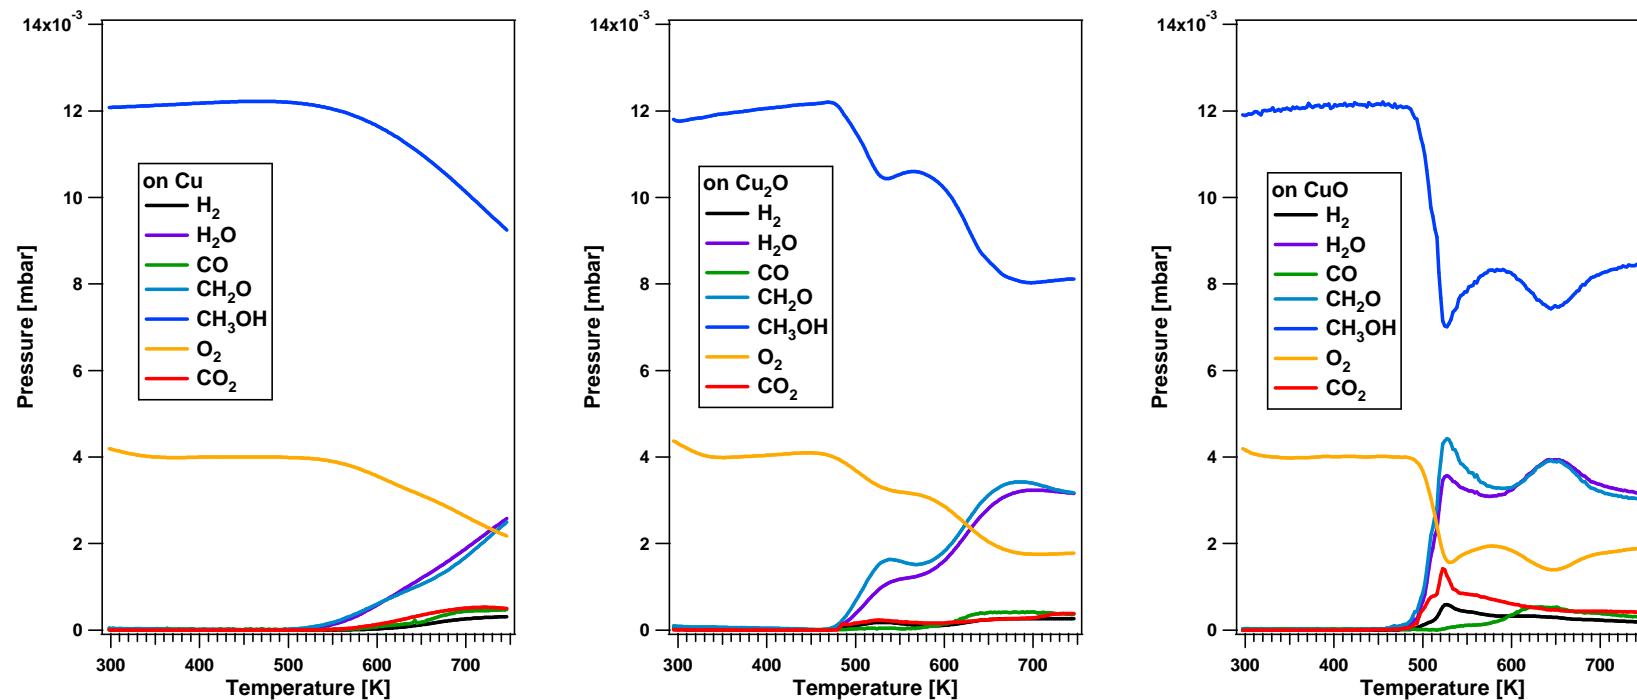 14x10⁻³
12
10
8
6
4
2
0
Pressure [mbar]
300 400 500 600 700
Temperature [K]
on Cu
H₂
H₂O
CO
CH₂O
CH₃OH
O₂
CO₂
14x10⁻³
12
10
8
6
4
2
0
Pressure [mbar]
300 400 500 600 700
Temperature [K]
on Cu₂O
H₂
H₂O
CO
CH₂O
CH₃OH
O₂
CO₂
14x10⁻³
12
10
8
6
4
2
0
Pressure [mbar]
300 400 500 600 700
Temperature [K]
on CuO
H₂
H₂O
CO
CH₂O
CH₃OH
O₂
CO₂